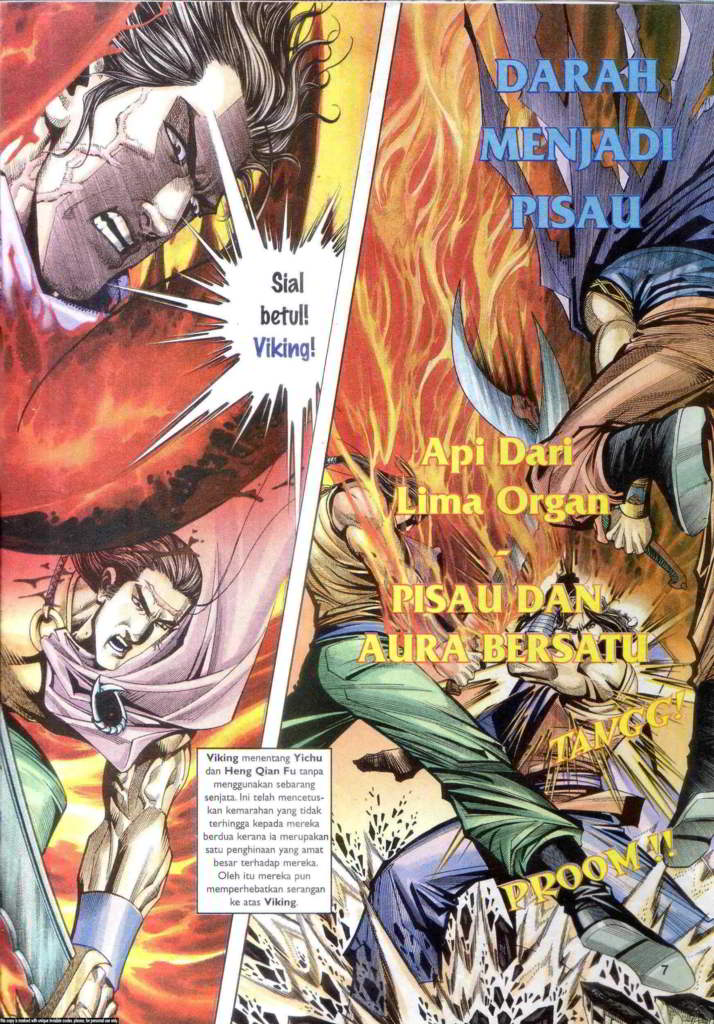 Sial
betul!
Viking!
DARAH
MENJADI
PISAU
Api Dari
Lima Organ
-
PISAU DAN
AURA BERSATU
TANGG!
PROOM!!
Viking menentang Yichu
dan Heng Qian Fu tanpa
menggunakan sebarang
senjata. Ini telah mencetus-
kan kemarahan yang tidak
terhingga kepada mereka
berdua kerana ia merupakan
satu penghinaan yang amat
besar terhadap mereka.
Oleh itu mereka pun
memperhebatkan serangan
ke atas Viking.
7